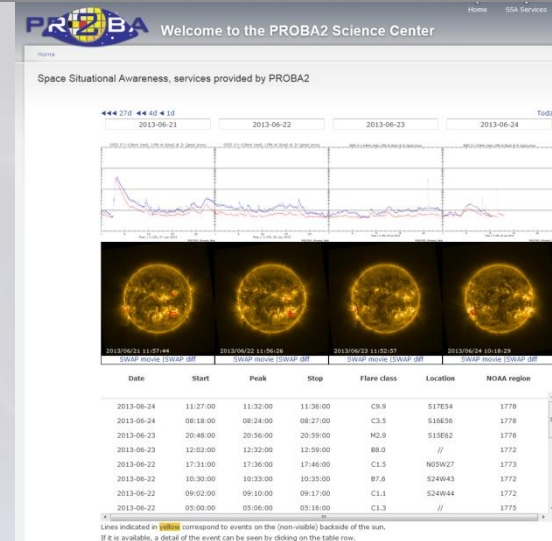 Home SSA Services
PROBA
Welcome to the PROBA2 Science Center
Home
Space Situational Awareness, services provided by PROBA2
27d 4d 1d
2013-06-21 2013-06-22 2013-06-23 2013-06-24
2013/06/21 11:57:44 2013/06/22 11:56:26 2013/06/23 11:52:57 2013/06/24 10:18:29
SWAP movie |SWAP diff SWAP movie |SWAP diff SWAP movie |SWAP diff SWAP movie |SWAP diff
Date Start Peak Stop Flare class Location NOAA region
2013-06-24 11:27:00 11:32:00 11:36:00 C9.9 S17E54 1778
2013-06-24 08:18:00 08:24:00 08:27:00 C3.5 S16E56 1778
2013-06-23 20:48:00 20:56:00 20:59:00 M2.9 S15E62 1778
2013-06-23 12:02:00 12:32:00 12:59:00 B8.0 // 1772
2013-06-22 17:31:00 17:36:00 17:46:00 C1.5 N05W27 1773
2013-06-22 10:30:00 10:33:00 10:35:00 B7.6 S24W43 1772
2013-06-22 09:02:00 09:10:00 09:17:00 C1.1 S24W44 1772
2013-06-22 05:00:00 05:06:00 05:16:00 C1.3 // 1775
Lines indicated in yellow correspond to events on the (non-visible) backside of the sun.
If it is available, a detail of the event can be seen by clicking on the table row.